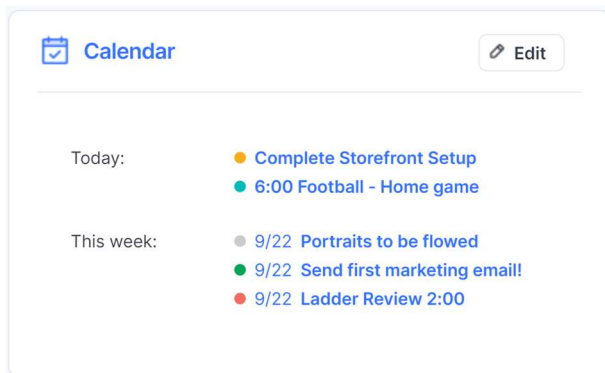 Calendar
Edit
Today:
Complete Storefront Setup
6:00 Football - Home game
This week:
9/22 Portraits to be flowed
9/22 Send first marketing email!
9/22 Ladder Review 2:00